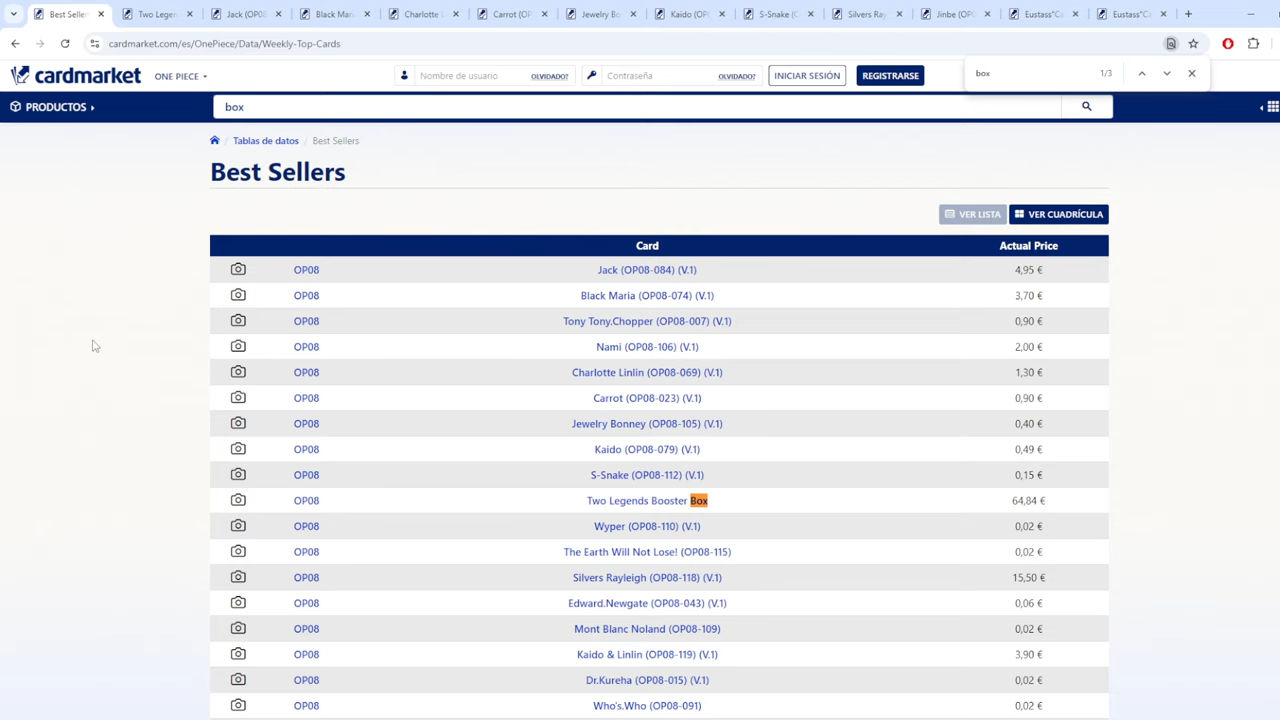 Best Seller
Two Legen
Jack (OP0
Black Mari
Charlotte L
Carrot (OP
Jewelry Bo
Kaido (OP
S-Snake (O
Silvers Ray
Jinbe (OP0
Eustass"Ca
Eustass"Ca
cardmarket.com/es/OnePiece/Data/Weekly-Top-Cards
cardmarket
ONE PIECE
Nombre de usuario
OLVIDADO?
Contraseña
OLVIDADO?
INICIAR SESIÓN
REGISTRARSE
box
1/3
PRODUCTOS
box
Tablas de datos / Best Sellers
Best Sellers
VER LISTA
VER CUADRÍCULA
Card Actual Price
OP08 Jack (OP08-084) (V.1) 4,95 €
OP08 Black Maria (OP08-074) (V.1) 3,70 €
OP08 Tony Tony.Chopper (OP08-007) (V.1) 0,90 €
OP08 Nami (OP08-106) (V.1) 2,00 €
OP08 Charlotte Linlin (OP08-069) (V.1) 1,30 €
OP08 Carrot (OP08-023) (V.1) 0,90 €
OP08 Jewelry Bonney (OP08-105) (V.1) 0,40 €
OP08 Kaido (OP08-079) (V.1) 0,49 €
OP08 S-Snake (OP08-112) (V.1) 0,15 €
OP08 Two Legends Booster Box 64,84 €
OP08 Wyper (OP08-110) (V.1) 0,02 €
OP08 The Earth Will Not Lose! (OP08-115) 0,02 €
OP08 Silvers Rayleigh (OP08-118) (V.1) 15,50 €
OP08 Edward.Newgate (OP08-043) (V.1) 0,06 €
OP08 Mont Blanc Noland (OP08-109) 0,02 €
OP08 Kaido & Linlin (OP08-119) (V.1) 3,90 €
OP08 Dr.Kureha (OP08-015) (V.1) 0,02 €
OP08 Who's.Who (OP08-091) 0,02 €